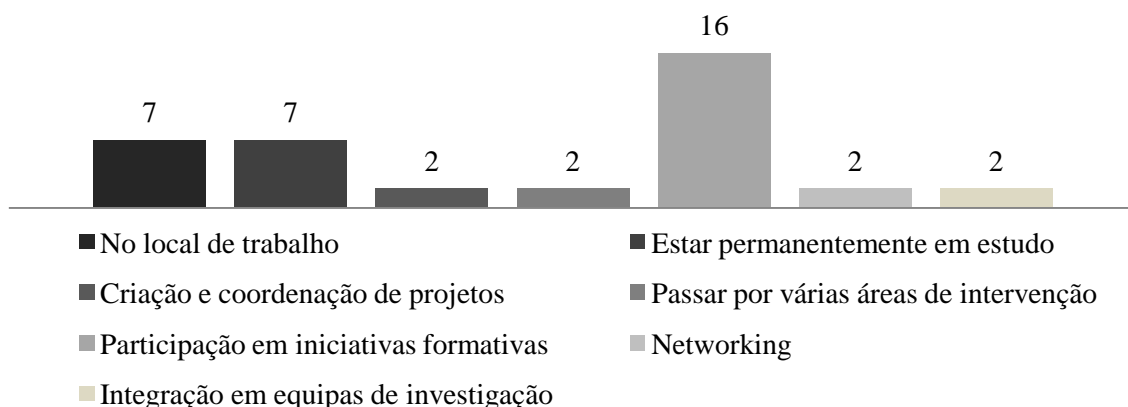 16
7 7
2 2 2 2
No local de trabalho
Estar permanentemente em estudo
Criação e coordenação de projetos
Passar por várias áreas de intervenção
Participação em iniciativas formativas
Networking
Integração em equipas de investigação